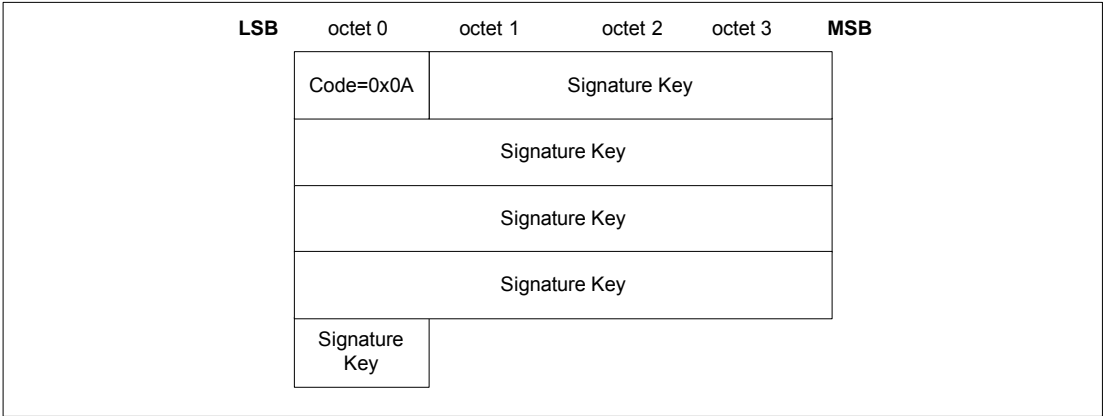 LSB octet 0 octet 1 octet 2 octet 3 MSB
Code=0x0A Signature Key
Signature Key
Signature Key
Signature Key
Signature
Key